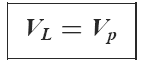 V_L = V_p